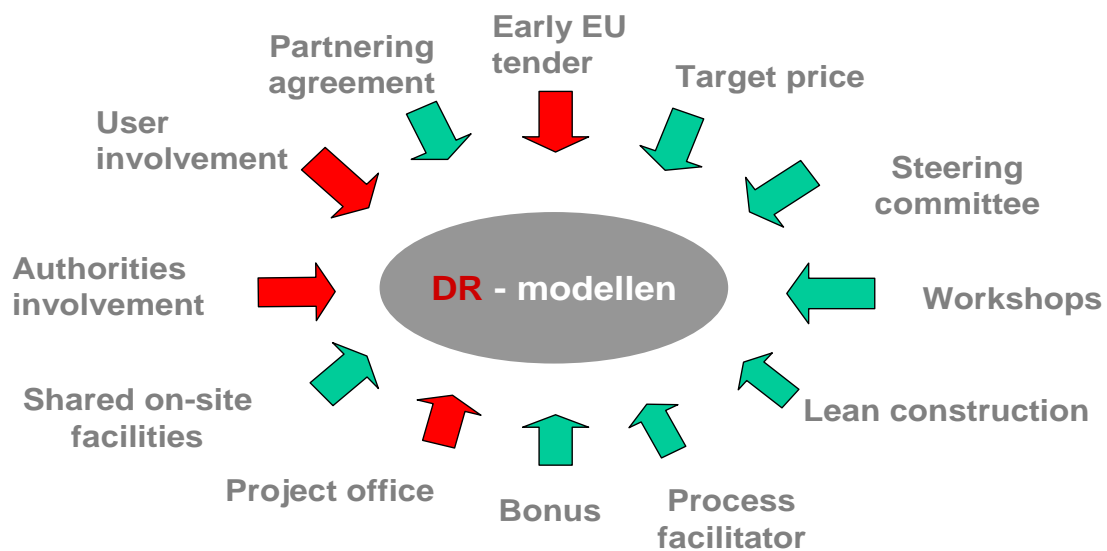 Early EU
tender
Partnering
agreement
Target price
User
involvement
Steering
committee
Authorities
involvement
DR - modellen
Workshops
Shared on-site
facilities
Lean construction
Project office
Bonus
Process
facilitator